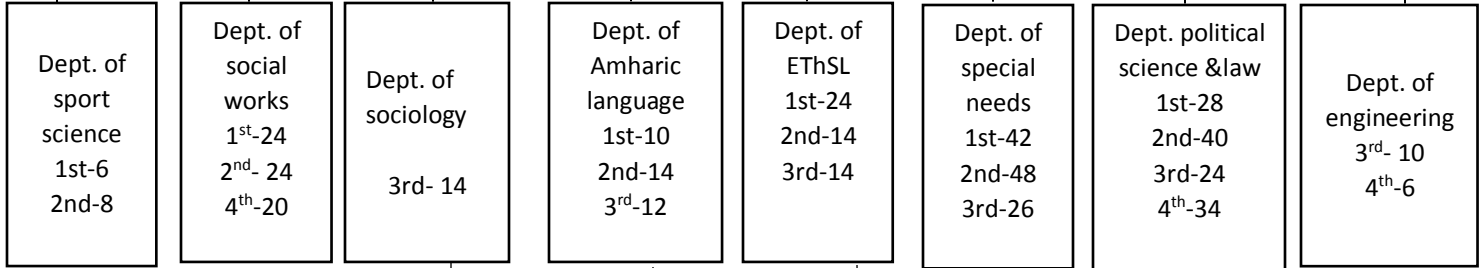 Dept. of
sport
science
1st-6
2nd-8
Dept. of
social
works
1st-24
2nd- 24
4th-20
Dept. of
sociology
3rd- 14
Dept. of
Amharic
language
1st-10
2nd-14
3rd-12
Dept. of
EThSL
1st-24
2nd-14
3rd-14
Dept. of
special
needs
1st-42
2nd-48
3rd-26
Dept. political
science &law
1st-28
2nd-40
3rd-24
4th-34
Dept. of
engineering
3rd- 10
4th-6